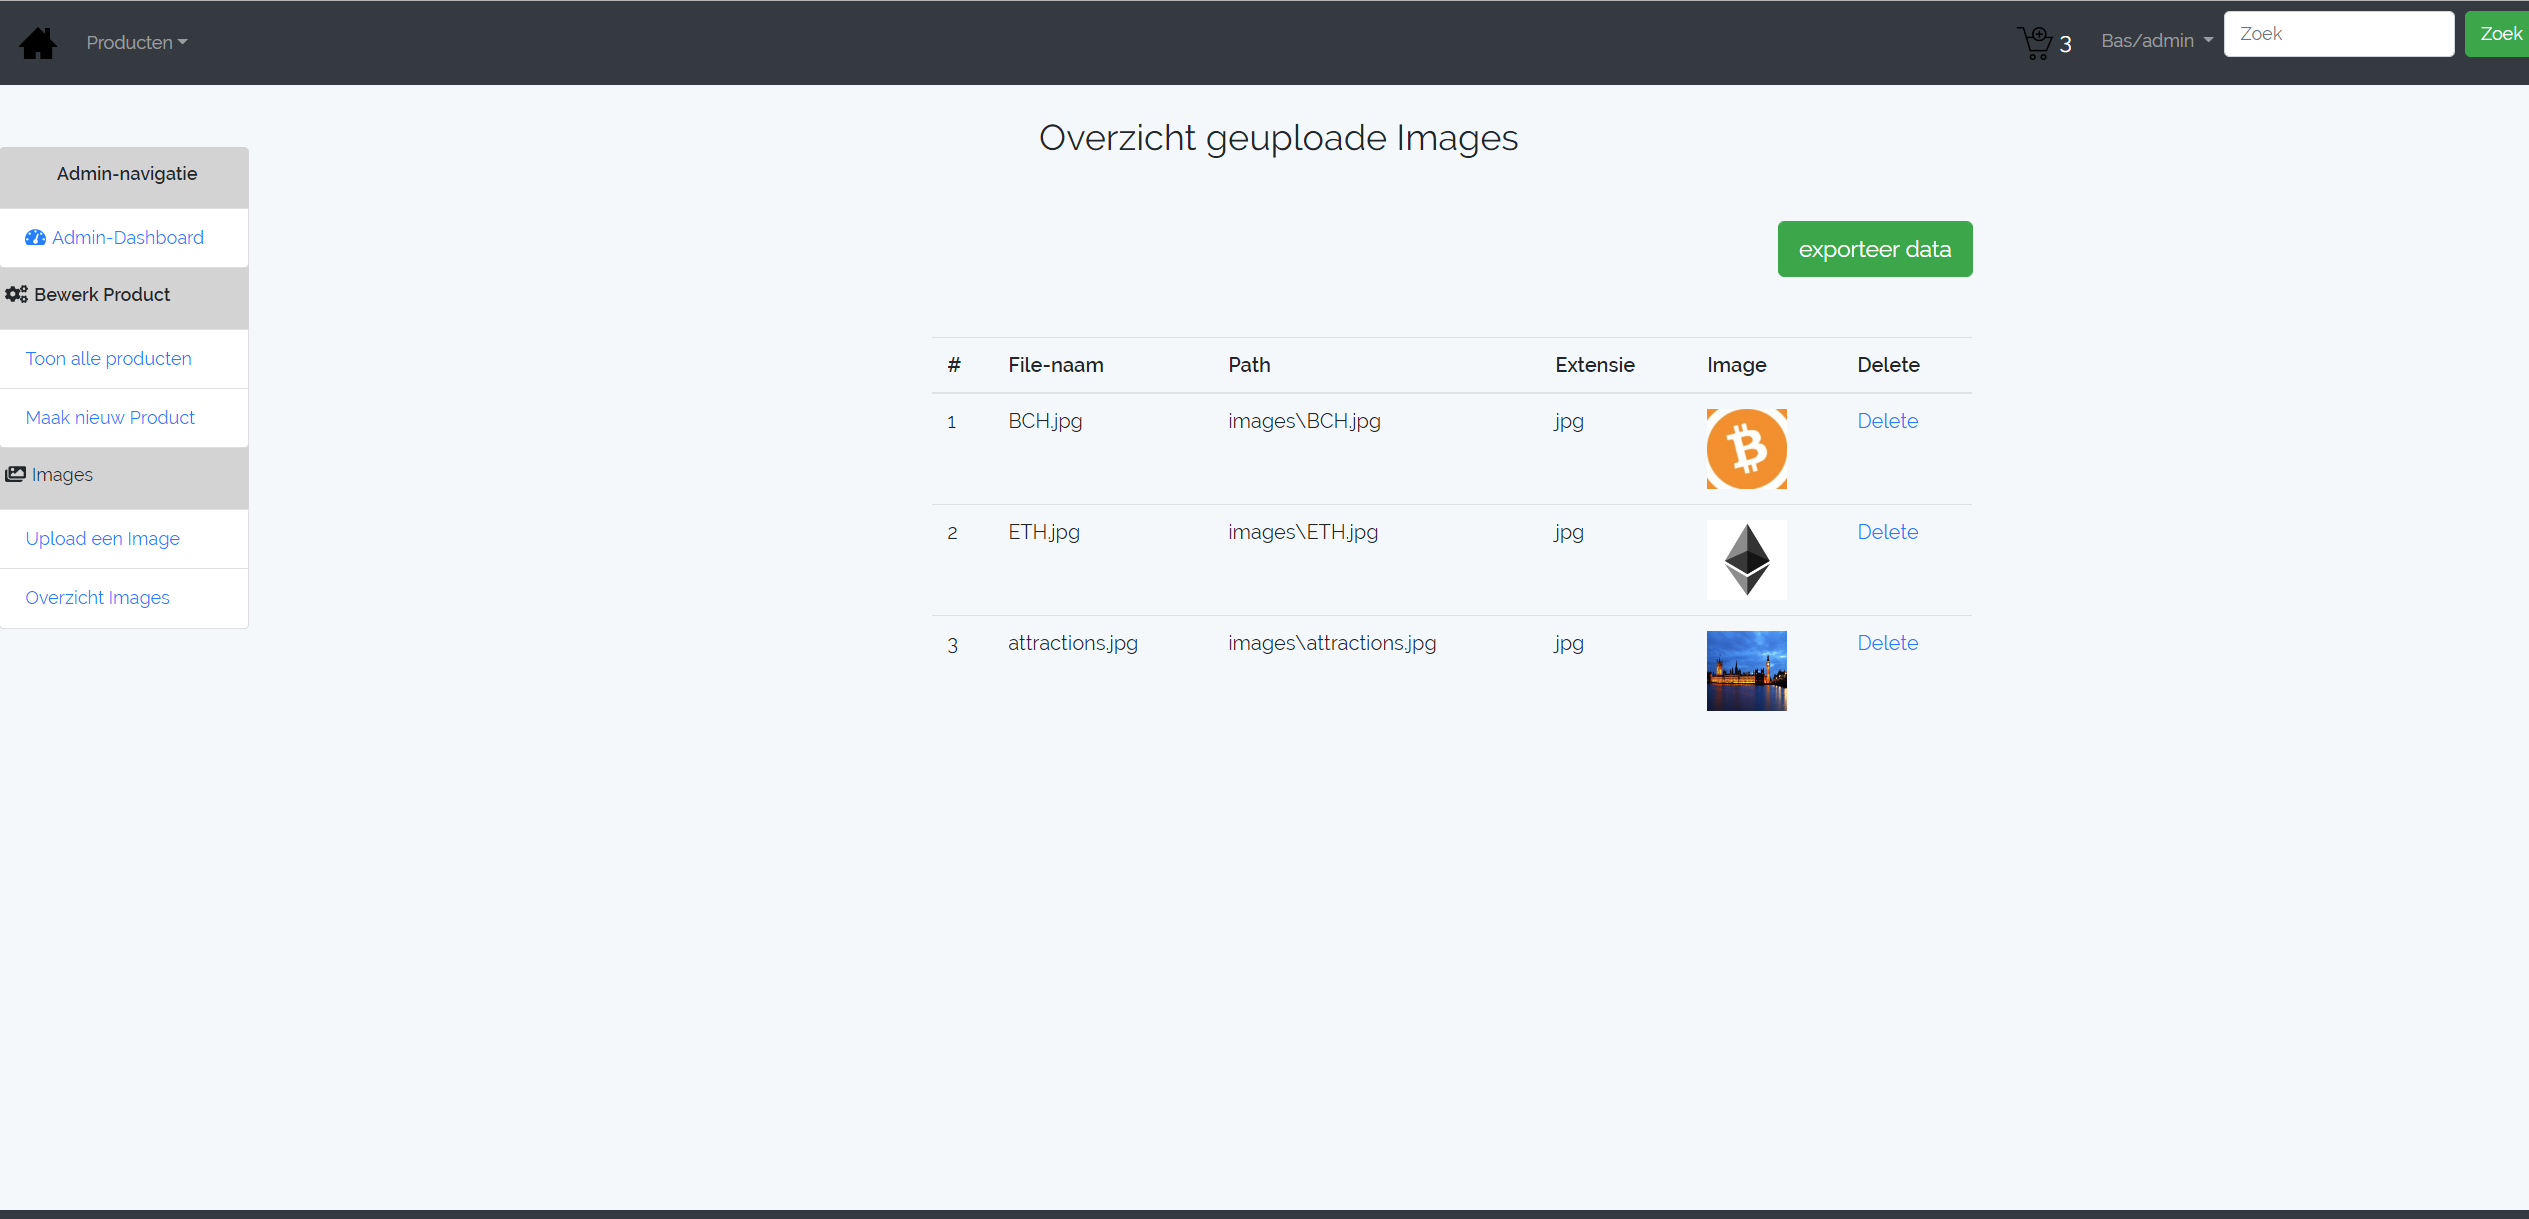 Producten
3
Bas/admin
Zoek
Zoek
Overzicht geuploade Images
Admin-navigatie
Admin-Dashboard
Bewerk Product
Toon alle producten
Maak nieuw Product
Images
Upload een Image
Overzicht Images
exporteer data
# File-naam Path Extensie Image Delete
1 BCH.jpg images\BCH.jpg jpg Delete
2 ETH.jpg images\ETH.jpg jpg Delete
3 attractions.jpg images\attractions.jpg jpg Delete